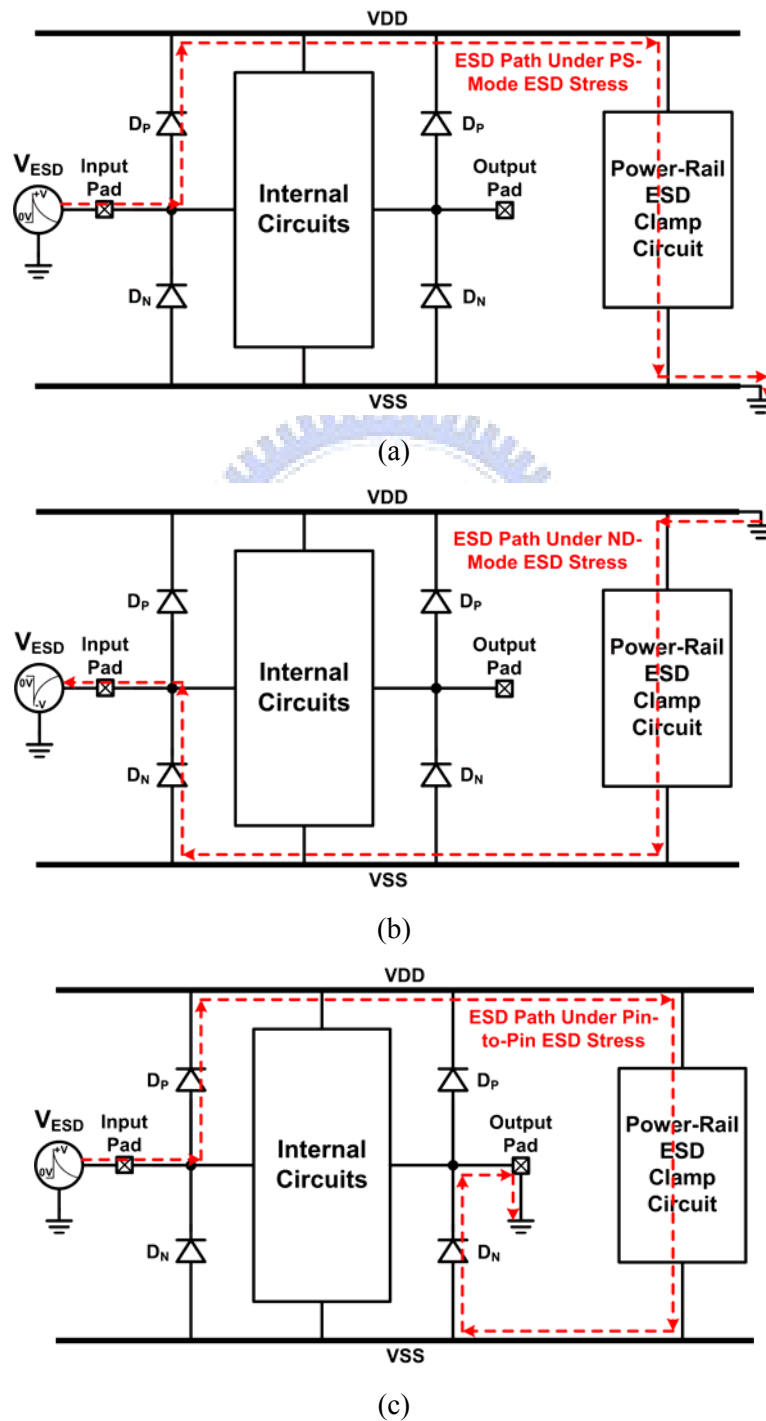 VDD
ESD Path Under PS-
Mode ESD Stress
DP
DP
VESD
Input
Pad
+V
0V
Internal
Circuits
Output
Pad
Power-Rail
ESD
Clamp
Circuit
DN
DN
VSS
(a)
VDD
ESD Path Under ND-
Mode ESD Stress
DP
DP
VESD
Input
Pad
0V
-V
Internal
Circuits
Output
Pad
Power-Rail
ESD
Clamp
Circuit
DN
DN
VSS
(b)
VDD
ESD Path Under Pin-
to-Pin ESD Stress
DP
DP
VESD
Input
Pad
+V
0V
Internal
Circuits
Output
Pad
Power-Rail
ESD
Clamp
Circuit
DN
DN
VSS
(c)